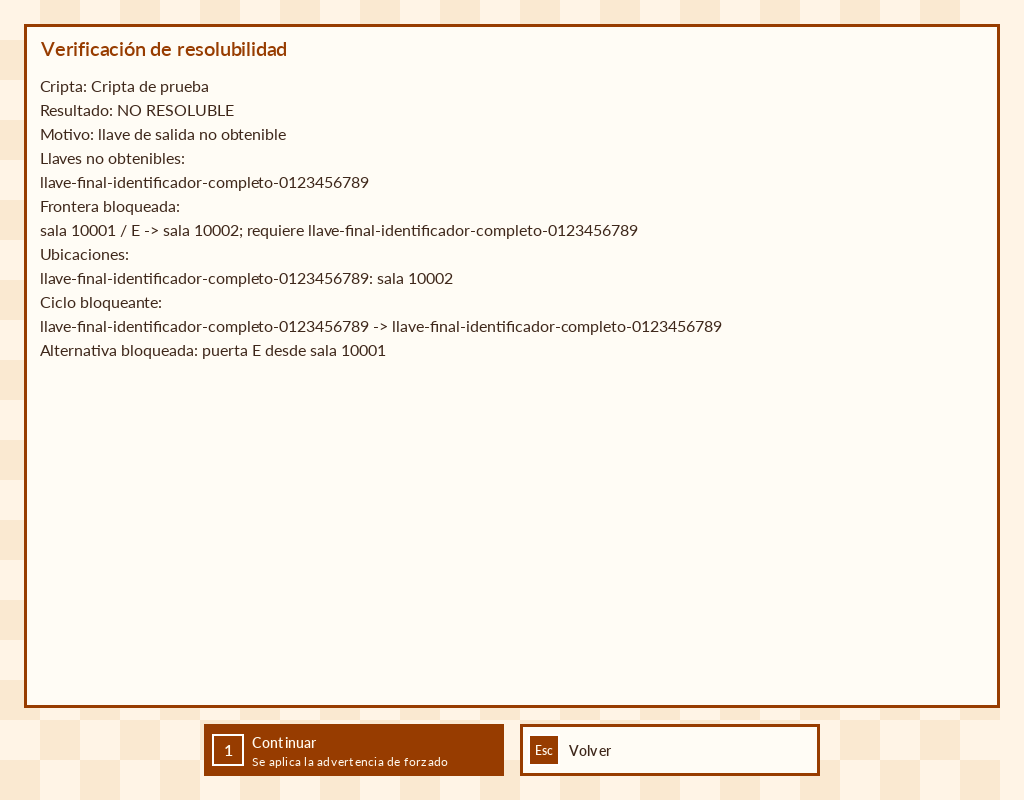 Verificación de resolubilidad
Cripta: Cripta de prueba
Resultado: NO RESOLUBLE
Motivo: llave de salida no obtenible
Llaves no obtenibles:
llave-final-identificador-completo-0123456789
Frontera bloqueada:
sala 10001 / E -> sala 10002; requiere llave-final-identificador-completo-0123456789
Ubicaciones:
llave-final-identificador-completo-0123456789: sala 10002
Ciclo bloqueante:
llave-final-identificador-completo-0123456789 -> llave-final-identificador-completo-0123456789
Alternativa bloqueada: puerta E desde sala 10001
1 Continuar
Se aplica la advertencia de forzado
Esc Volver